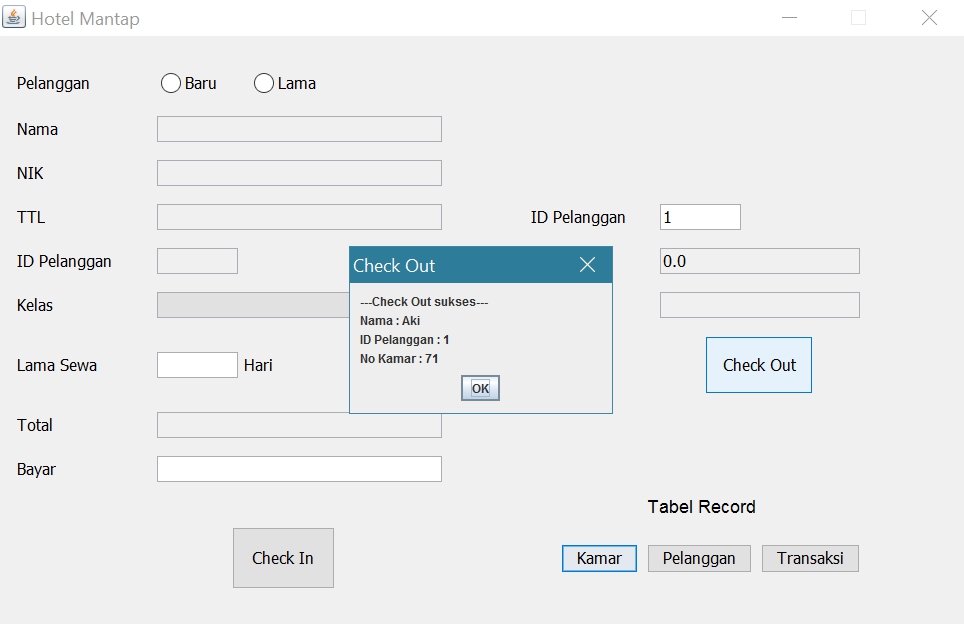 Hotel Mantap
Pelanggan
Baru
Lama
Nama
NIK
TTL
ID Pelanggan
1
ID Pelanggan
0.0
Kelas
Lama Sewa
Hari
Total
Bayar
Check In
Check Out
---Check Out sukses---
Nama : Aki
ID Pelanggan : 1
No Kamar : 71
OK
Check Out
Tabel Record
Kamar
Pelanggan
Transaksi